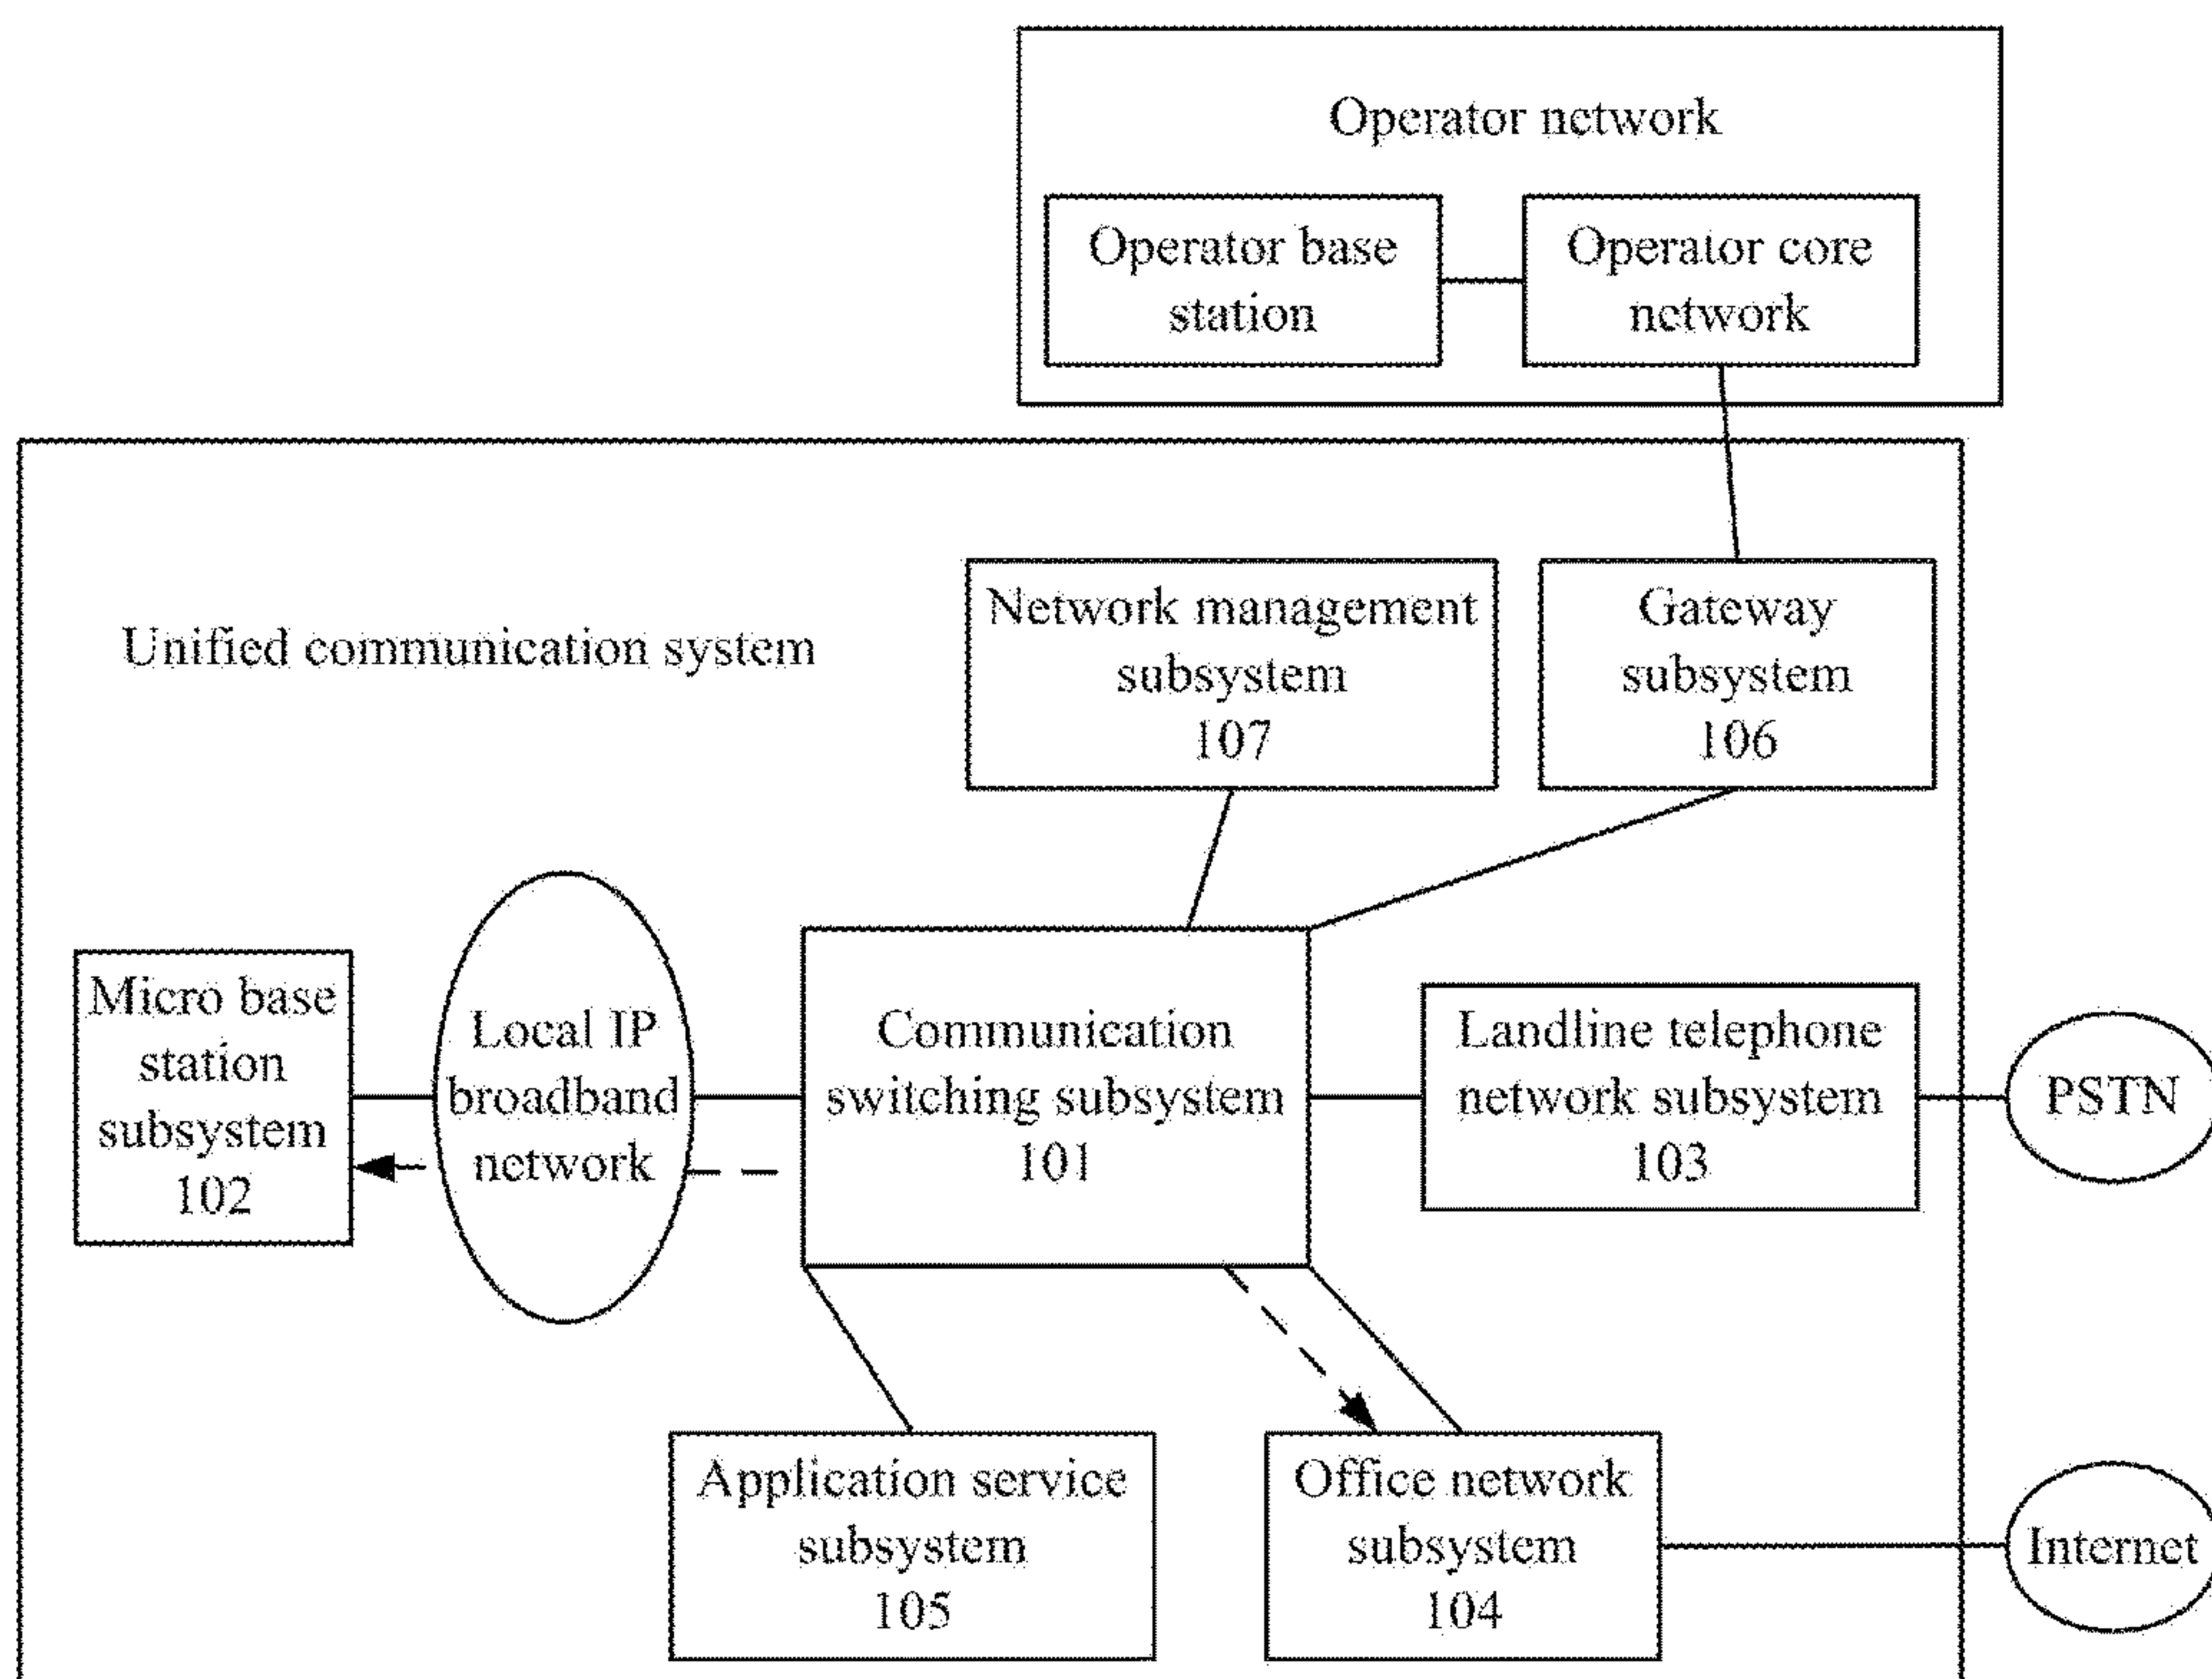 Operator network
Operator base
station
Operator core
network
Unified communication system
Network management
subsystem
107
Gateway
subsystem
106
Micro base
station
subsystem
102
Local IP
broadband
network
Communication
switching subsystem
101
Landline telephone
network subsystem
103
PSTN
Application service
subsystem
105
Office network
subsystem
104
Internet